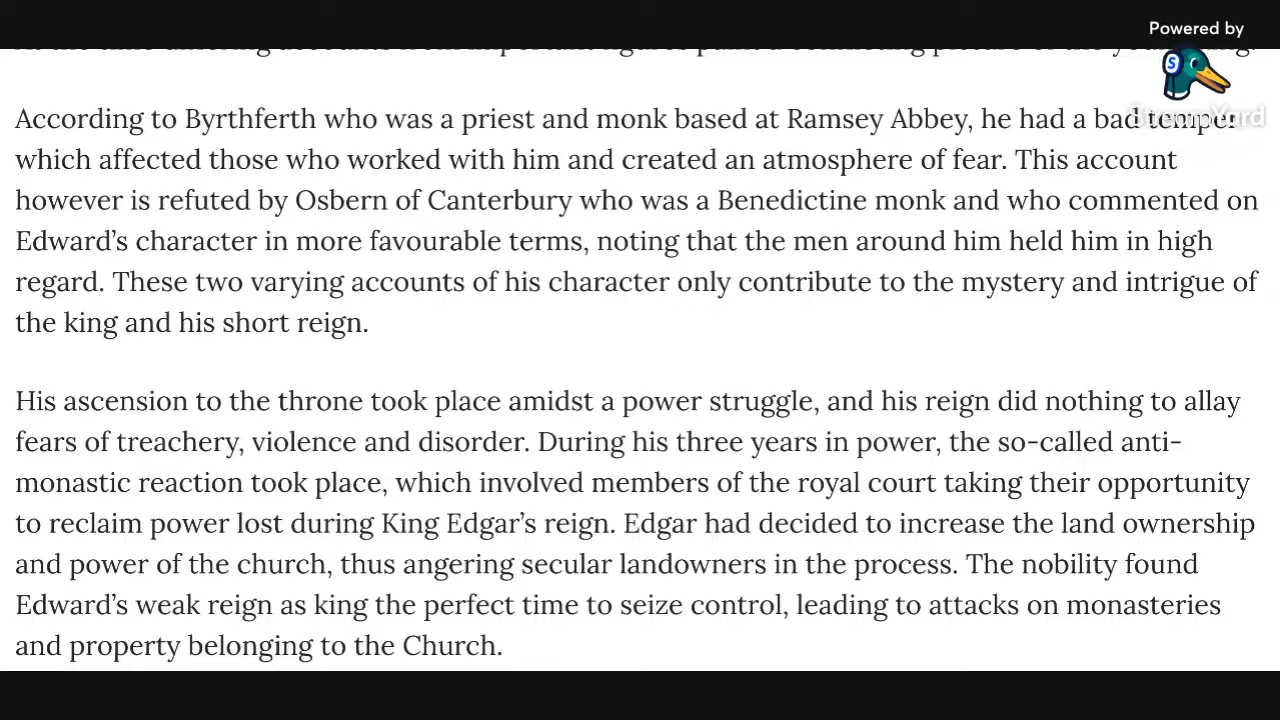 Powered by
StreamYard
According to Byrthferth who was a priest and monk based at Ramsey Abbey, he had a bad temper
which affected those who worked with him and created an atmosphere of fear. This account
however is refuted by Osbern of Canterbury who was a Benedictine monk and who commented on
Edward’s character in more favourable terms, noting that the men around him held him in high
regard. These two varying accounts of his character only contribute to the mystery and intrigue of
the king and his short reign.
His ascension to the throne took place amidst a power struggle, and his reign did nothing to allay
fears of treachery, violence and disorder. During his three years in power, the so-called anti-
monastic reaction took place, which involved members of the royal court taking their opportunity
to reclaim power lost during King Edgar’s reign. Edgar had decided to increase the land ownership
and power of the church, thus angering secular landowners in the process. The nobility found
Edward’s weak reign as king the perfect time to seize control, leading to attacks on monasteries
and property belonging to the Church.